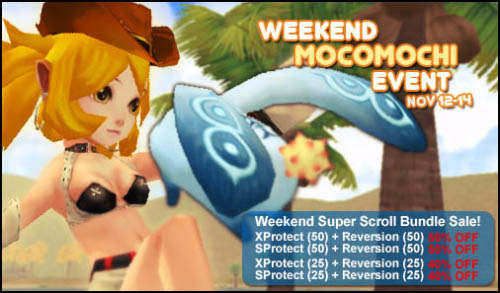 WEEKEND
MOCOMOCHI
EVENT
NOV 12-14
Weekend Super Scroll Bundle Sale!
XProtect (50) + Reversion (50) 50% OFF
SProtect (50) + Reversion (50) 50% OFF
XProtect (25) + Reversion (25) 40% OFF
SProtect (25) + Reversion (25) 40% OFF